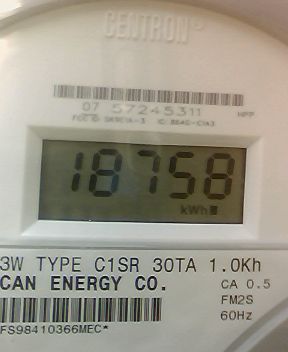 CENTRON®
07 57245311
18758
kWh
3W TYPE C1SR 30TA 1.0Kh
CAN ENERGY CO.
CA 0.5
FM2S
60Hz
FS98410366MEC*